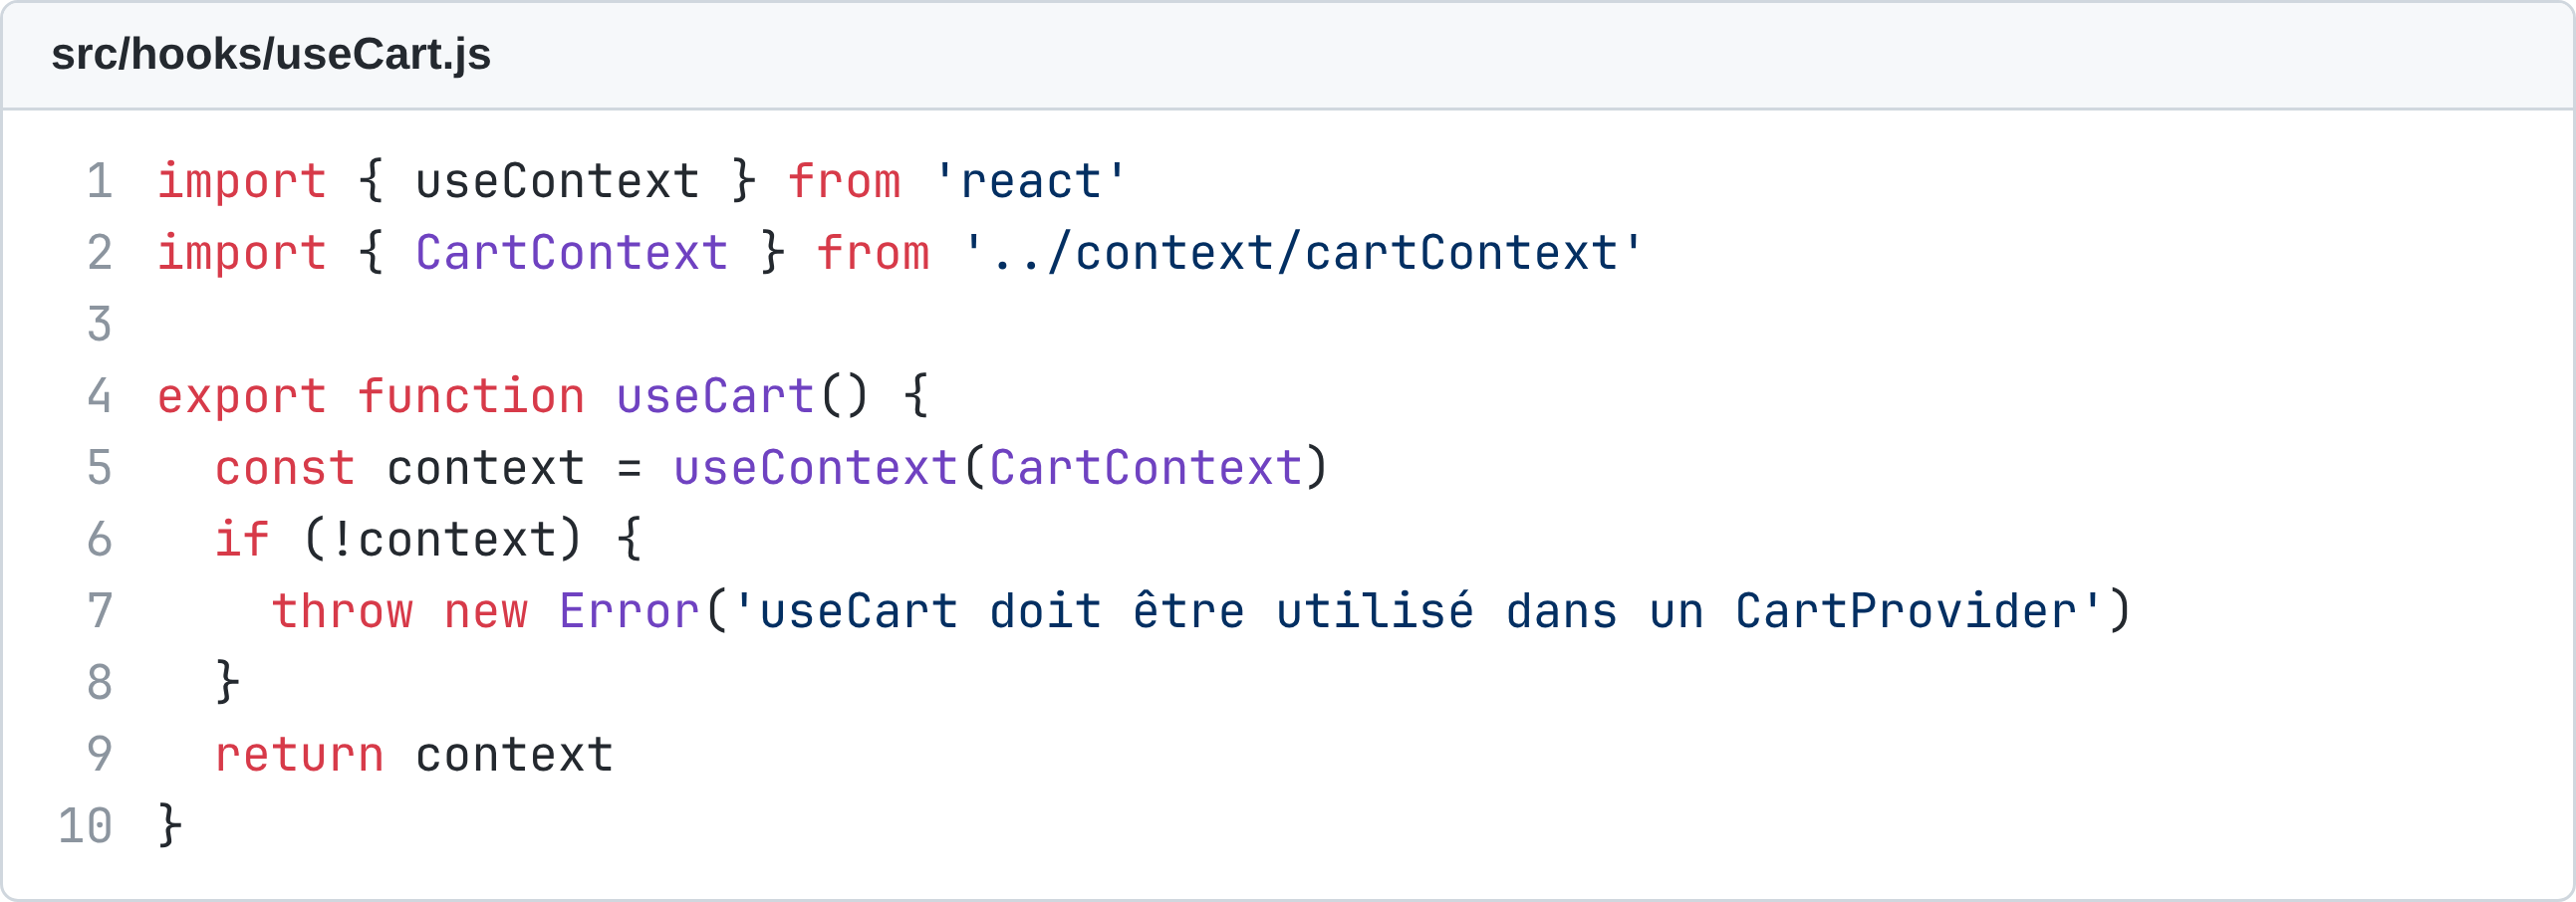 src/hooks/useCart.js
1 import { useContext } from 'react'
2 import { CartContext } from '../context/cartContext'
3
4 export function useCart() {
5   const context = useContext(CartContext)
6   if (!context) {
7     throw new Error('useCart doit être utilisé dans un CartProvider')
8   }
9   return context
10 }